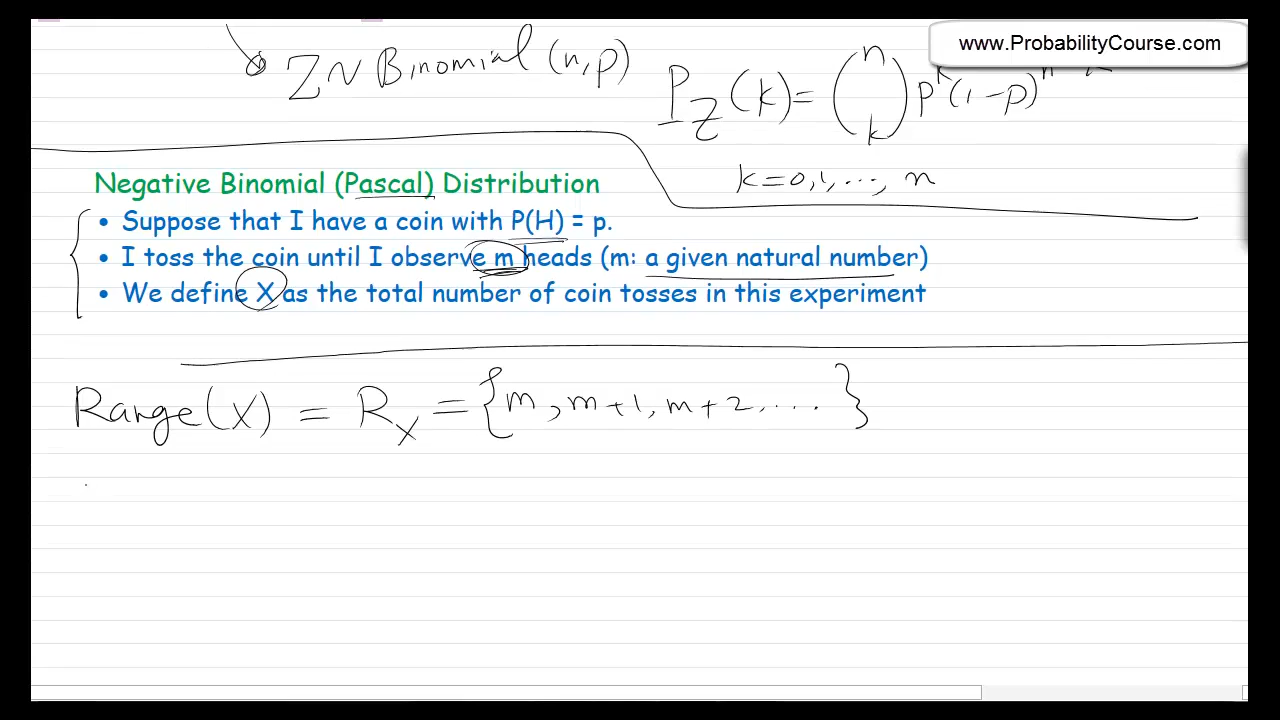 www.ProbabilityCourse.com
Z ~ Binomial (n, p)
P_Z (k) = (n k) p^k (1-p)^n-k
k = 0, 1, ..., n
Negative Binomial (Pascal) Distribution
• Suppose that I have a coin with P(H) = p.
• I toss the coin until I observe m heads (m: a given natural number)
• We define X as the total number of coin tosses in this experiment
Range(X) = R_X = {m, m+1, m+2, .... }